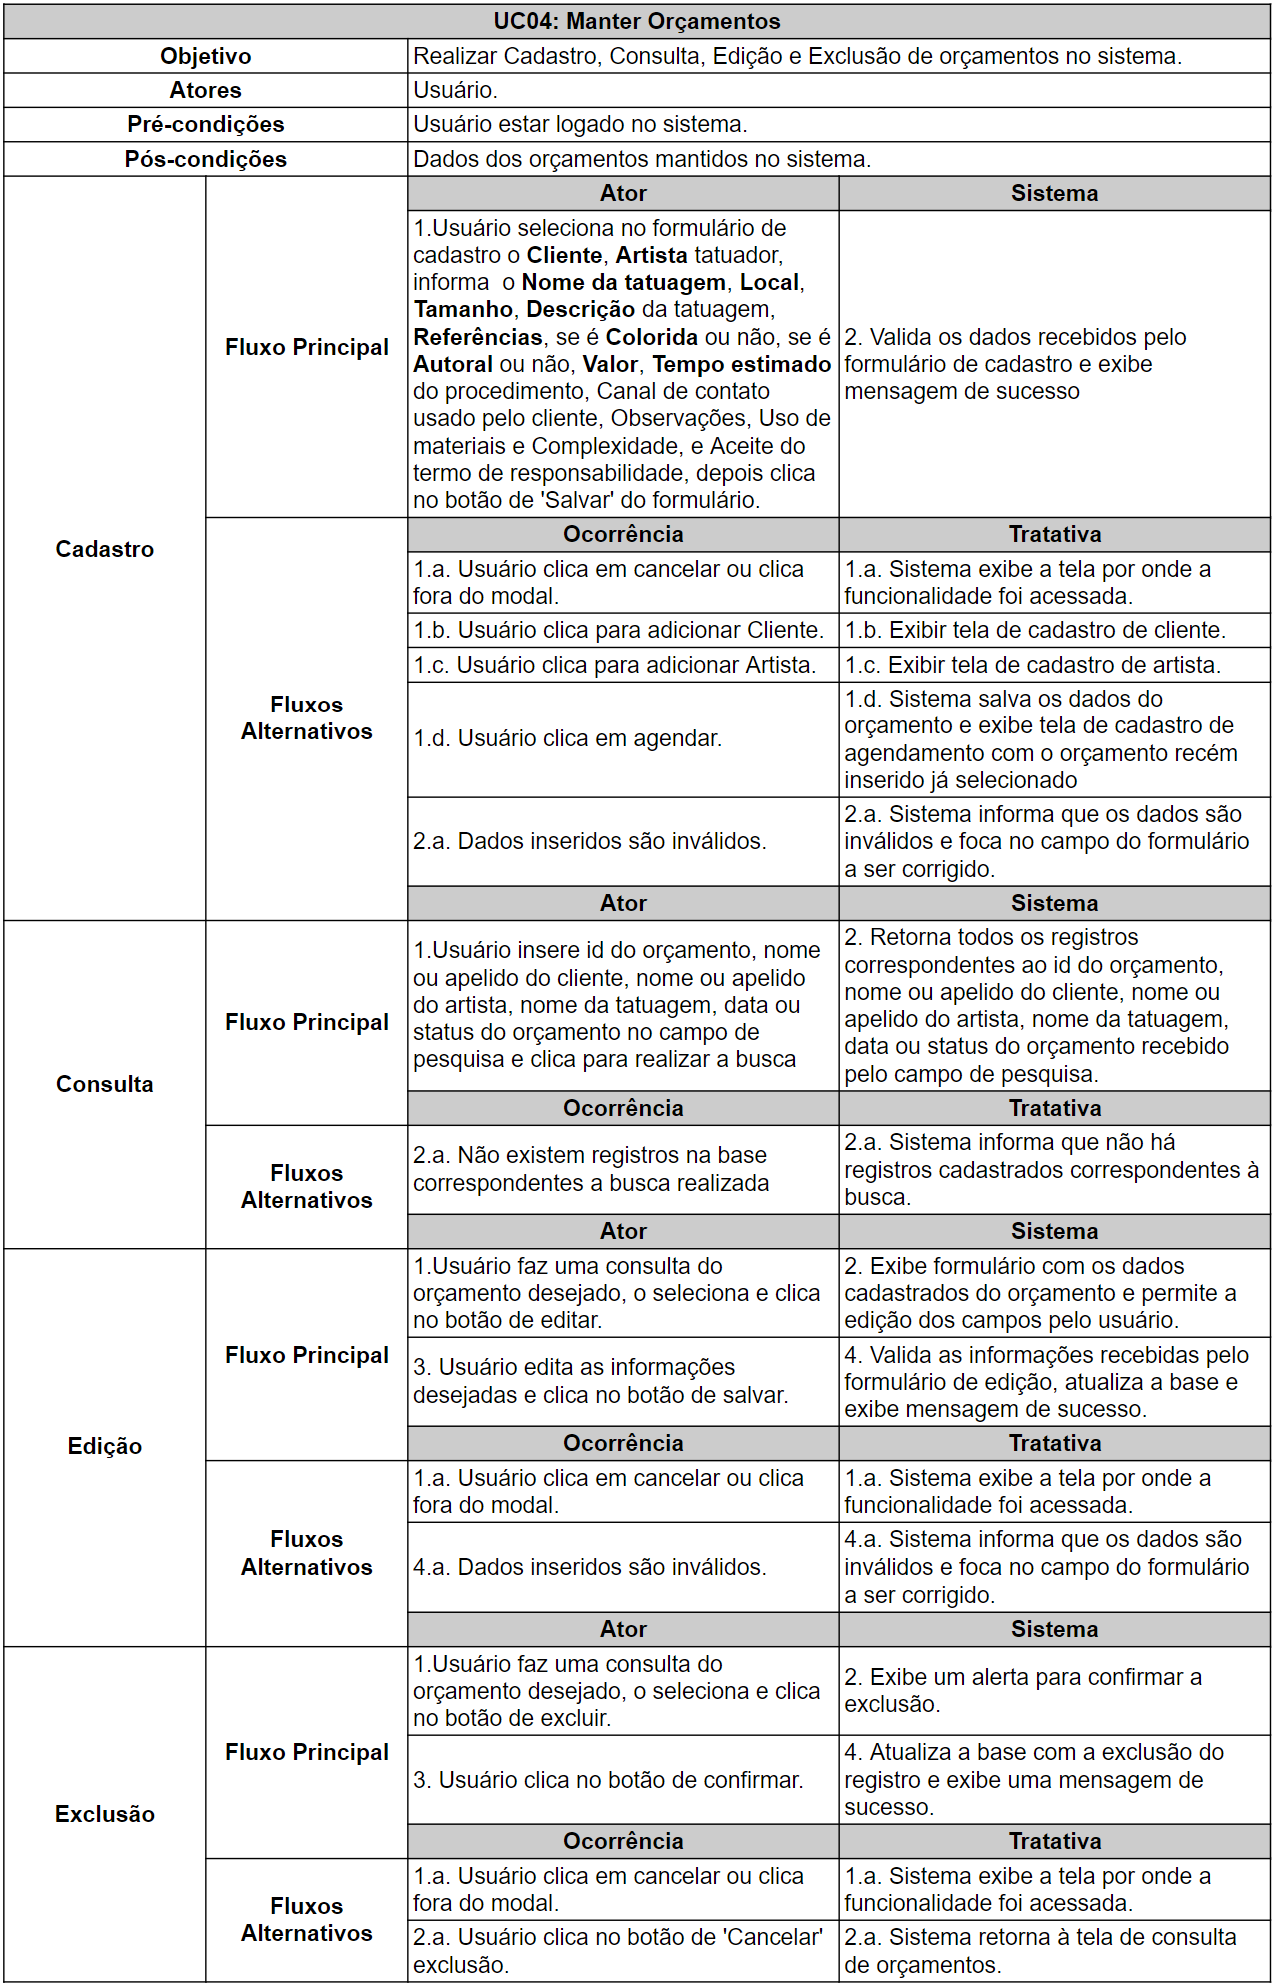 UC04: Manter Orçamentos
Objetivo
Realizar Cadastro, Consulta, Edição e Exclusão de orçamentos no sistema.
Atores
Usuário.
Pré-condições
Usuário estar logado no sistema.
Pós-condições
Dados dos orçamentos mantidos no sistema.
Cadastro
Fluxo Principal
Ator
Sistema
1.Usuário seleciona no formulário de
cadastro o Cliente, Artista tatuador,
informa  o Nome da tatuagem, Local,
Tamanho, Descrição da tatuagem,
Referências, se é Colorida ou não, se é
Autoral ou não, Valor, Tempo estimado
do procedimento, Canal de contato
usado pelo cliente, Observações, Uso de
materiais e Complexidade, e Aceite do
termo de responsabilidade, depois clica
no botão de 'Salvar' do formulário.
2. Valida os dados recebidos pelo
formulário de cadastro e exibe
mensagem de sucesso
Fluxos
Alternativos
Ocorrência
Tratativa
1.a. Usuário clica em cancelar ou clica
fora do modal.
1.a. Sistema exibe a tela por onde a
funcionalidade foi acessada.
1.b. Usuário clica para adicionar Cliente.
1.b. Exibir tela de cadastro de cliente.
1.c. Usuário clica para adicionar Artista.
1.c. Exibir tela de cadastro de artista.
1.d. Usuário clica em agendar.
1.d. Sistema salva os dados do
orçamento e exibe tela de cadastro de
agendamento com o orçamento recém
inserido já selecionado
2.a. Dados inseridos são inválidos.
2.a. Sistema informa que os dados são
inválidos e foca no campo do formulário
a ser corrigido.
Ator
Sistema
Consulta
Fluxo Principal
1.Usuário insere id do orçamento, nome
ou apelido do cliente, nome ou apelido
do artista, nome da tatuagem, data ou
status do orçamento no campo de
pesquisa e clica para realizar a busca
2. Retorna todos os registros
correspondentes ao id do orçamento,
nome ou apelido do cliente, nome ou
apelido do artista, nome da tatuagem,
data ou status do orçamento recebido
pelo campo de pesquisa.
Ocorrência
Tratativa
Fluxos
Alternativos
2.a. Não existem registros na base
correspondentes a busca realizada
2.a. Sistema informa que não há
registros cadastrados correspondentes à
busca.
Ator
Sistema
Edição
Fluxo Principal
1.Usuário faz uma consulta do
orçamento desejado, o seleciona e clica
no botão de editar.
2. Exibe formulário com os dados
cadastrados do orçamento e permite a
edição dos campos pelo usuário.
3. Usuário edita as informações
desejadas e clica no botão de salvar.
4. Valida as informações recebidas pelo
formulário de edição, atualiza a base e
exibe mensagem de sucesso.
Ocorrência
Tratativa
Fluxos
Alternativos
1.a. Usuário clica em cancelar ou clica
fora do modal.
1.a. Sistema exibe a tela por onde a
funcionalidade foi acessada.
4.a. Dados inseridos são inválidos.
4.a. Sistema informa que os dados são
inválidos e foca no campo do formulário
a ser corrigido.
Ator
Sistema
Exclusão
Fluxo Principal
1.Usuário faz uma consulta do
orçamento desejado, o seleciona e clica
no botão de excluir.
2. Exibe um alerta para confirmar a
exclusão.
3. Usuário clica no botão de confirmar.
4. Atualiza a base com a exclusão do
registro e exibe uma mensagem de
sucesso.
Ocorrência
Tratativa
Fluxos
Alternativos
1.a. Usuário clica em cancelar ou clica
fora do modal.
1.a. Sistema exibe a tela por onde a
funcionalidade foi acessada.
2.a. Usuário clica no botão de 'Cancelar'
exclusão.
2.a. Sistema retorna à tela de consulta
de orçamentos.